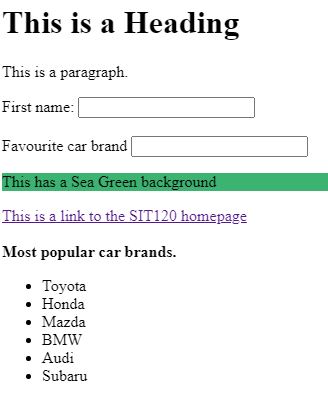 This is a Heading
This is a paragraph.
First name:
Favourite car brand
This has a Sea Green background
This is a link to the SIT120 homepage
Most popular car brands.
Toyota
Honda
Mazda
BMW
Audi
Subaru